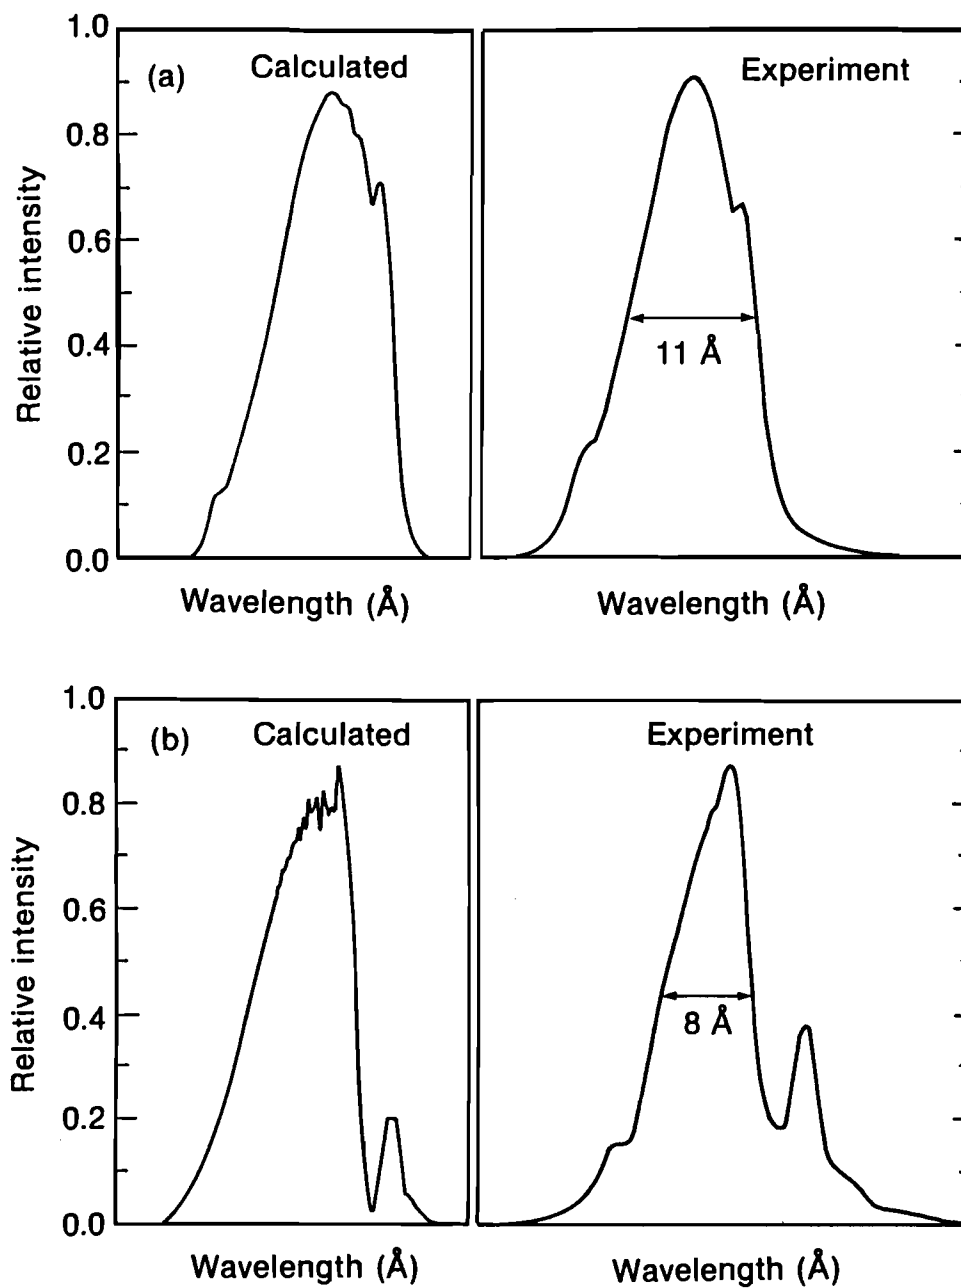 (a)
Calculated
Experiment
1.0
0.8
0.6
0.4
0.2
0.0
Relative intensity
11 Å
Wavelength (Å)
Wavelength (Å)
(b)
Calculated
Experiment
1.0
0.8
0.6
0.4
0.2
0.0
Relative intensity
8 Å
Wavelength (Å)
Wavelength (Å)